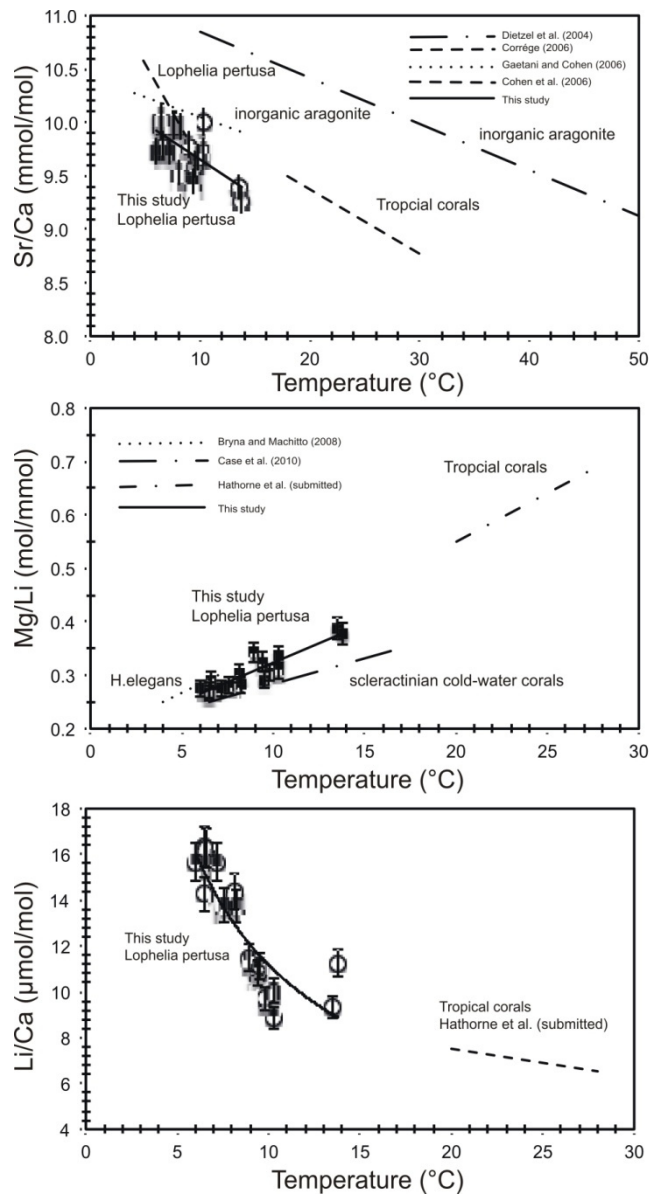 11.0
10.5
10.0
9.5
9.0
8.5
8.0
Sr/Ca (mmol/mol)
Dietzel et al. (2004)
Corrége (2006)
Gaetani and Cohen (2006)
Cohen et al. (2006)
This study
Lophelia pertusa
inorganic aragonite
inorganic aragonite
This study
Lophelia pertusa
Tropcial corals
0 10 20 30 40 50
Temperature (°C)
0.8
0.7
0.6
0.5
0.4
0.3
0.2
Mg/Li (mol/mmol)
Bryna and Machitto (2008)
Case et al. (2010)
Hathorne et al. (submitted)
This study
Tropcial corals
This study
Lophelia pertusa
H.elegans
scleractinian cold-water corals
0 5 10 15 20 25 30
Temperature (°C)
18
16
14
12
10
8
6
4
Li/Ca (µmol/mol)
This study
Lophelia pertusa
Tropical corals
Hathorne et al. (submitted)
0 5 10 15 20 25 30
Temperature (°C)